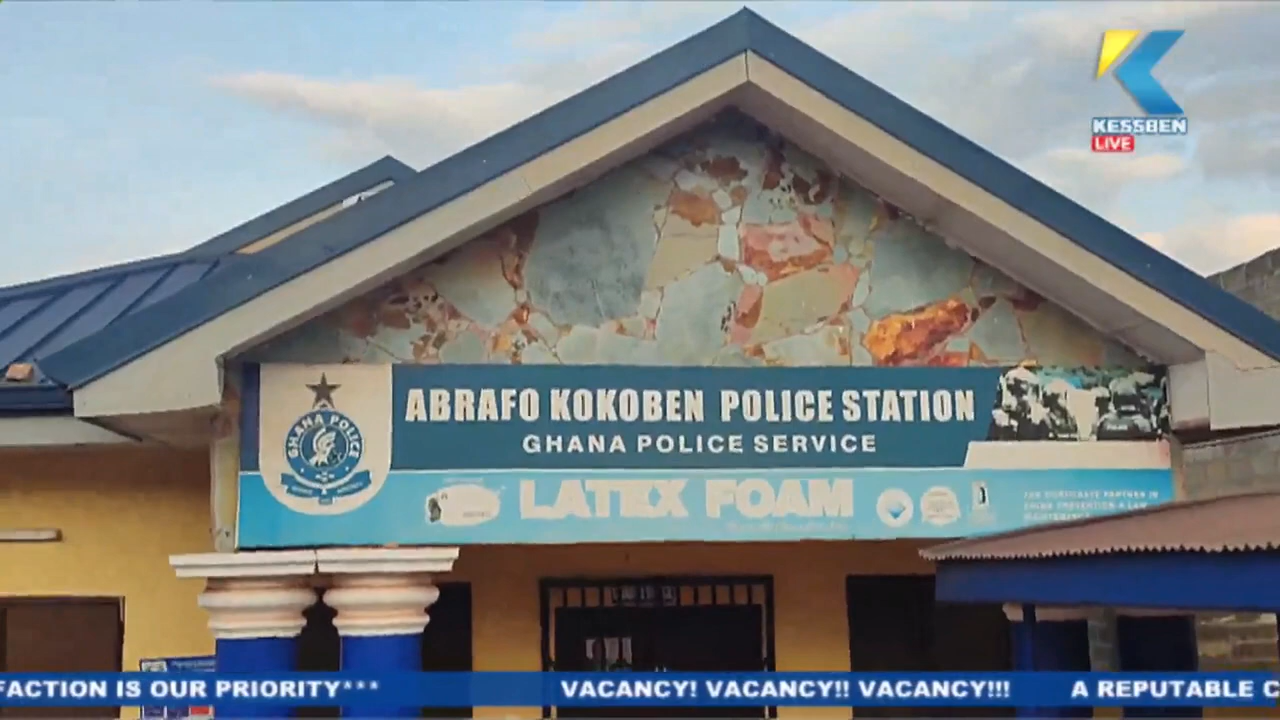 KESSBEN
LIVE
ABRAFO KOKOBEN POLICE STATION
GHANA POLICE SERVICE
GHANA POLICE
LATEX FOAM
FACTION IS OUR PRIORITY*** VACANCY! VACANCY!! VACANCY!!! A REPUTABLE C